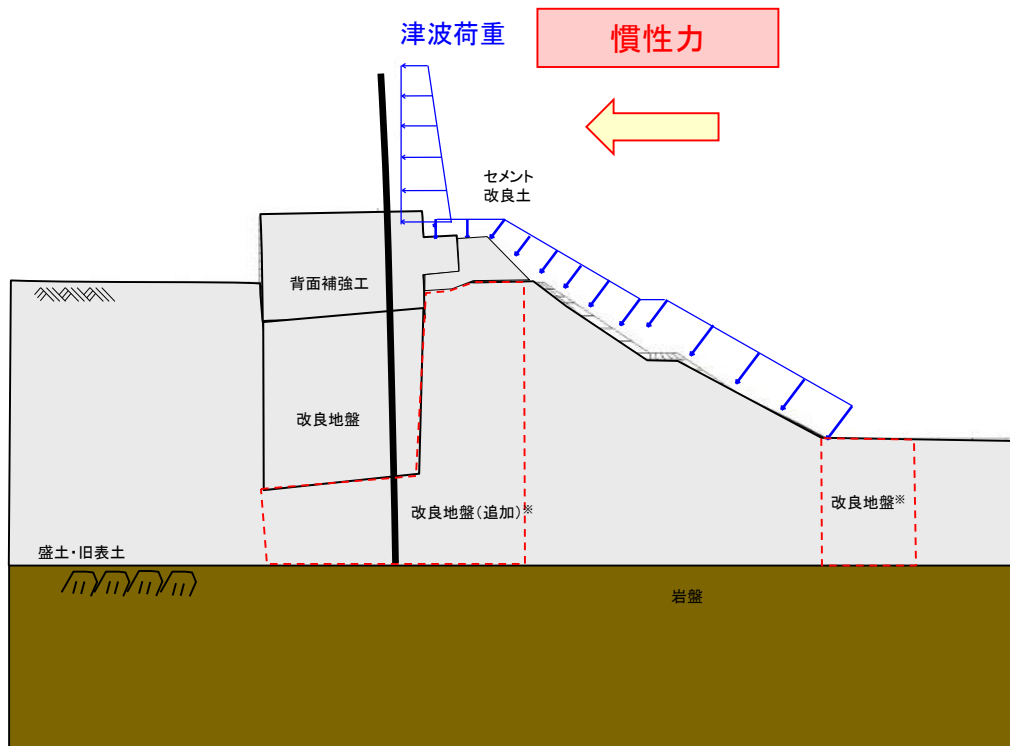 津波荷重
慣性力
セメント
改良土
背面補強工
改良地盤
改良地盤(追加)※
改良地盤※
盛土・旧表土
岩盤